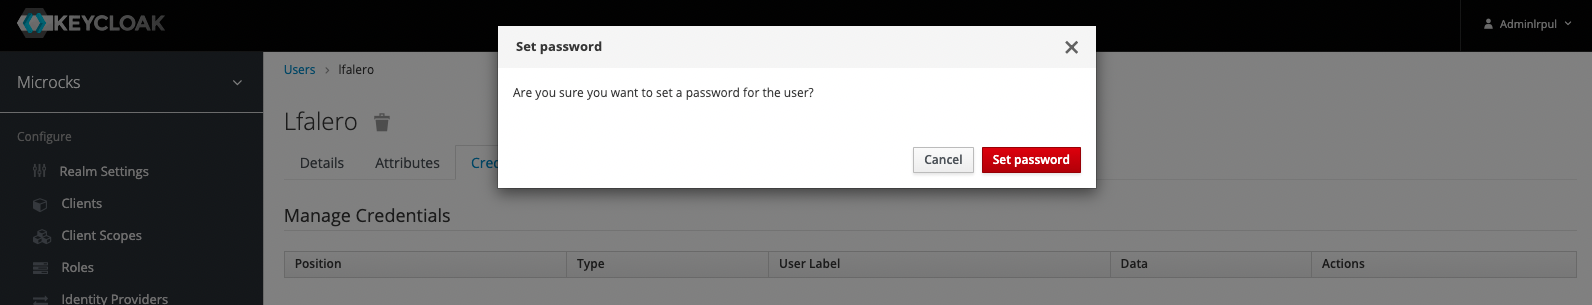 KEYCLOAK
Adminlrpul
Set password
Microcks
Users > lfalero
Are you sure you want to set a password for the user?
Lfalero
Configure
Cancel
Set password
Details
Attributes
Cred
Realm Settings
Clients
Manage Credentials
Client Scopes
Position
Type
User Label
Data
Actions
Roles
Identity Providers